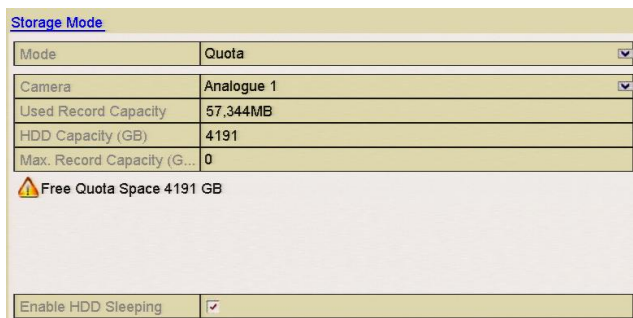 Storage Mode
Mode Quota
Camera Analogue 1
Used Record Capacity 57,344MB
HDD Capacity (GB) 4191
Max. Record Capacity (G... 0
Free Quota Space 4191 GB
Enable HDD Sleeping